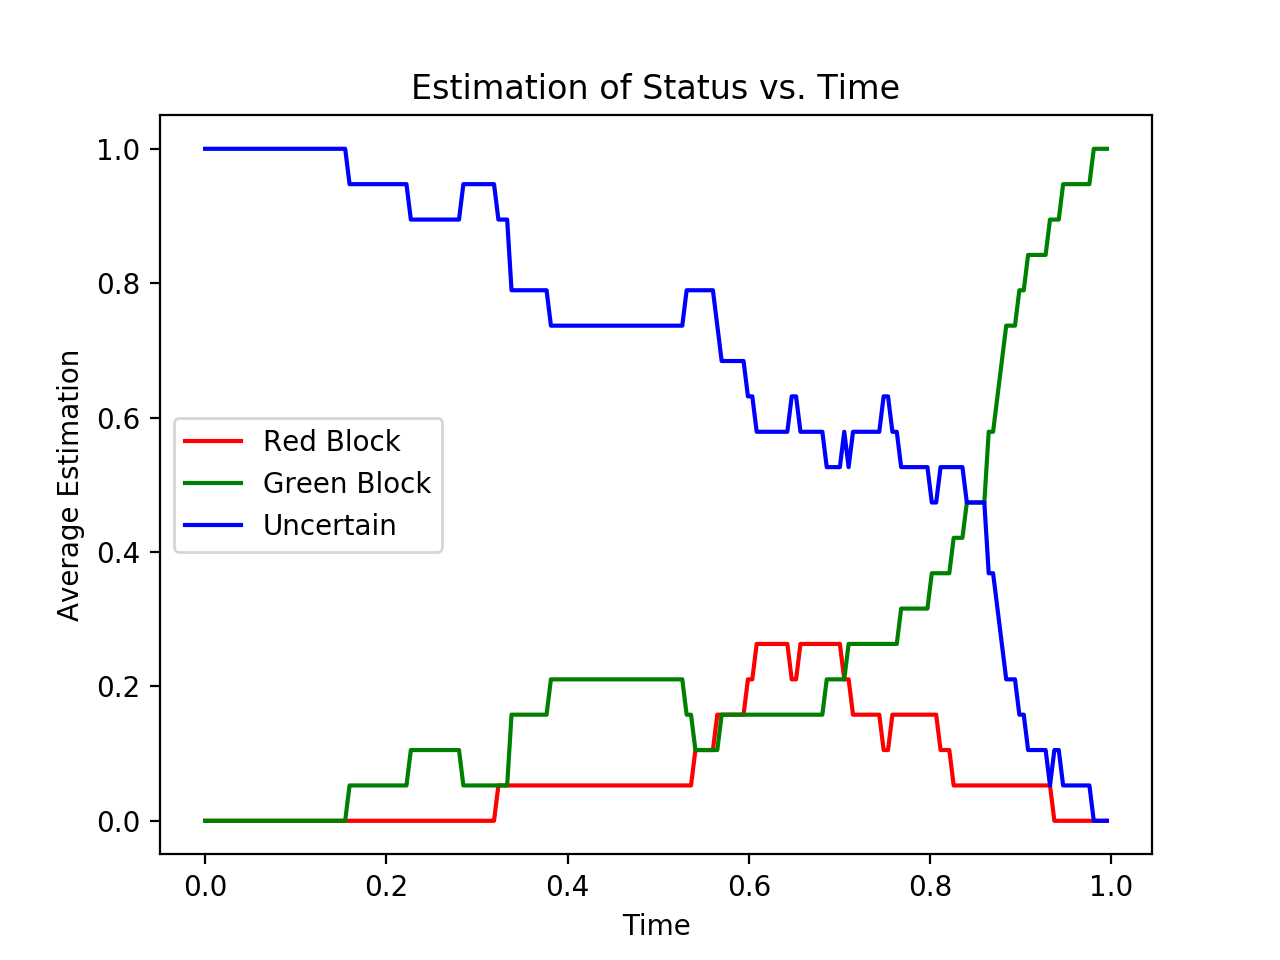 Estimation of Status vs. Time
1.0
0.8
0.6
0.4
0.2
0.0
Average Estimation
Red Block
Green Block
Uncertain
0.0 0.2 0.4 0.6 0.8 1.0
Time